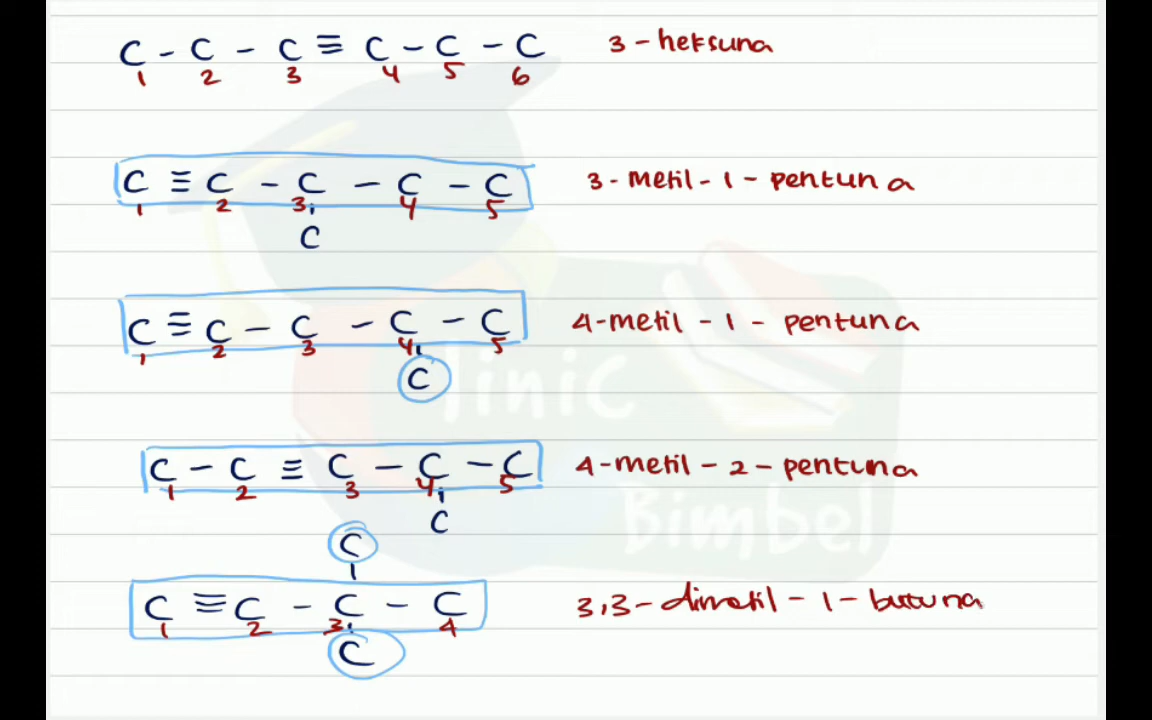 C - C - C ≡ C - C - C 3 - heksuna
1 2 3 4 5 6
C ≡ C - C - C - C 3 - metil - 1 - pentuna
1 2 3 4 5
C
C ≡ C - C - C - C 4 - metil - 1 - pentuna
1 2 3 4 5
C
linic
C - C ≡ C - C - C 4 - metil - 2 - pentuna
1 2 3 4 5
C
Bimbel
C
C ≡ C - C - C 3,3 - dimetil - 1 - butuna
1 2 3 4
C